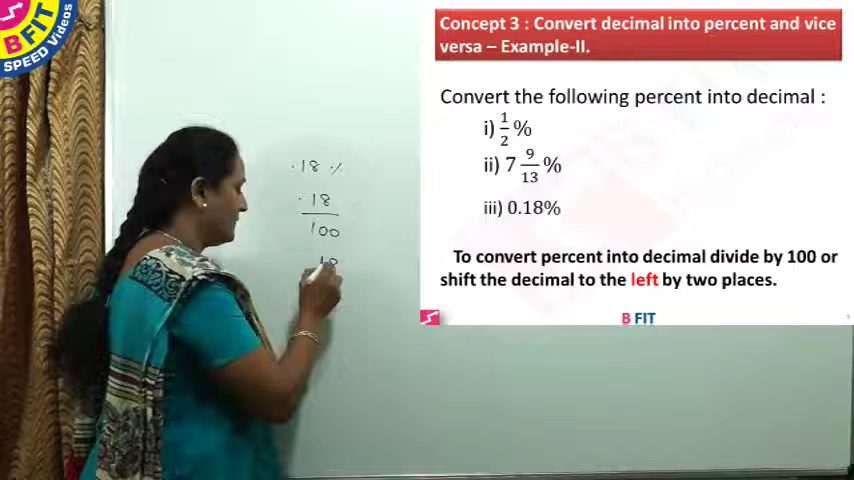 BFIT
SPEED Videos
Concept 3 : Convert decimal into percent and vice
versa – Example-II.
Convert the following percent into decimal :
i) 1/2 %
ii) 7 9/13 %
iii) 0.18%
To convert percent into decimal divide by 100 or
shift the decimal to the left by two places.
B FIT
.18 %
.18
100